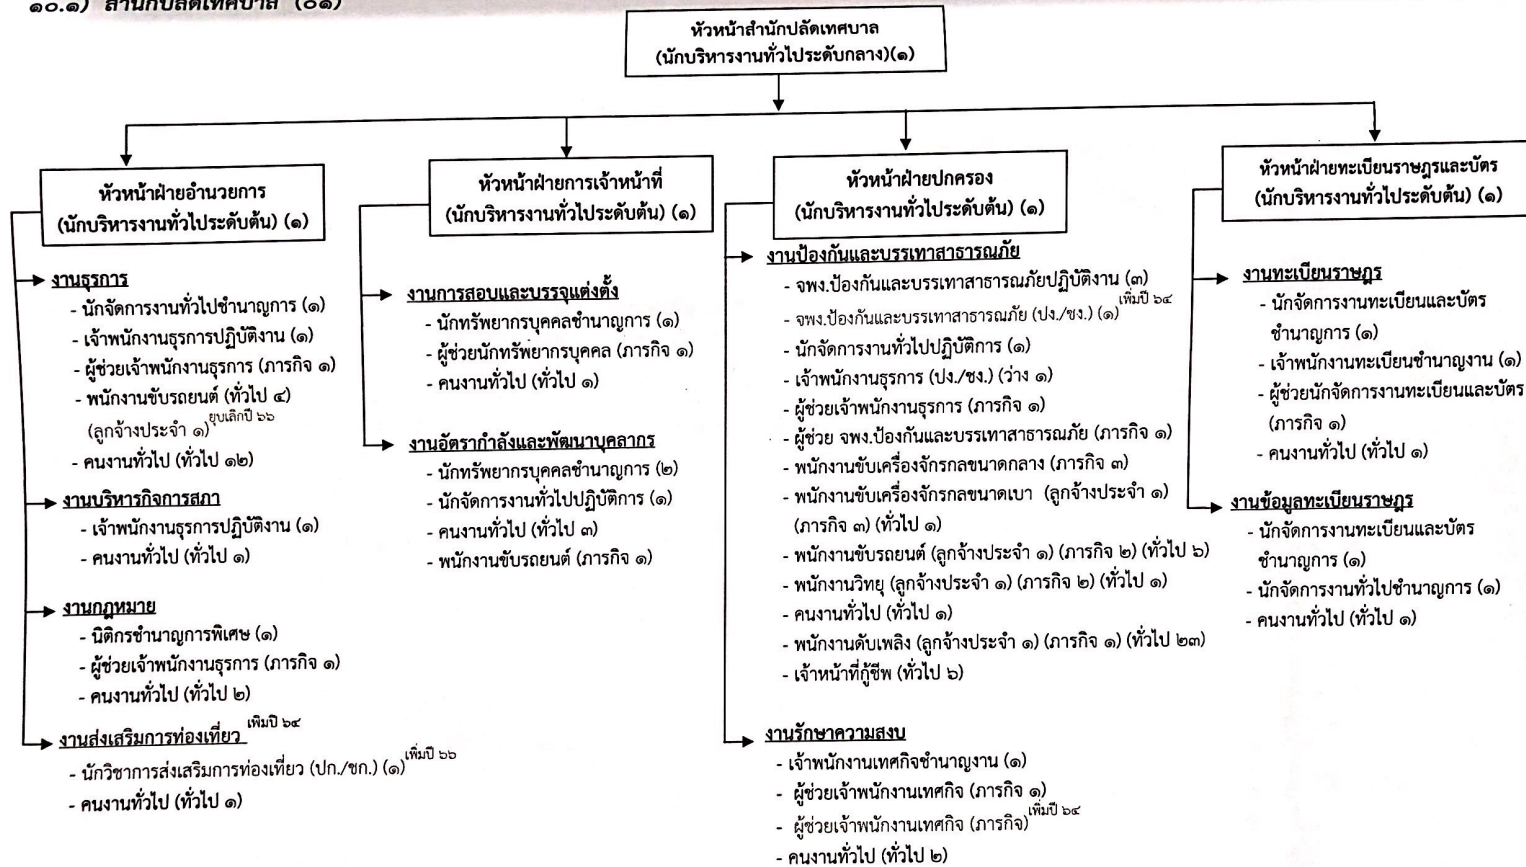 ๑๐.๑) สำนักปลัดเทศบาล (๐๑)
หัวหน้าสำนักปลัดเทศบาล
(นักบริหารงานทั่วไประดับกลาง)(๑)
หัวหน้าฝ่ายอำนวยการ
(นักบริหารงานทั่วไประดับต้น) (๑)
งานธุรการ
- นักจัดการงานทั่วไปชำนาญการ (๑)
- เจ้าพนักงานธุรการปฏิบัติงาน (๑)
- ผู้ช่วยเจ้าพนักงานธุรการ (ภารกิจ ๑)
- พนักงานขับรถยนต์ (ทั่วไป ๔)
(ลูกจ้างประจำ ๑)ยุบเลิกปี ๖๖
- คนงานทั่วไป (ทั่วไป ๑๒)
งานบริหารกิจการสภา
- เจ้าพนักงานธุรการปฏิบัติงาน (๑)
- คนงานทั่วไป (ทั่วไป ๑)
งานกฎหมาย
- นิติกรชำนาญการพิเศษ (๑)
- ผู้ช่วยเจ้าพนักงานธุรการ (ภารกิจ ๑)
- คนงานทั่วไป (ทั่วไป ๒)
งานส่งเสริมการท่องเที่ยว เพิ่มปี ๖๔
- นักวิชาการส่งเสริมการท่องเที่ยว (ปก./ชก.) (๑)เพิ่มปี ๖๖
- คนงานทั่วไป (ทั่วไป ๑)
หัวหน้าฝ่ายการเจ้าหน้าที่
(นักบริหารงานทั่วไประดับต้น) (๑)
งานการสอบและบรรจุแต่งตั้ง
- นักทรัพยากรบุคคลชำนาญการ (๑)
- ผู้ช่วยนักทรัพยากรบุคคล (ภารกิจ ๑)
- คนงานทั่วไป (ทั่วไป ๑)
งานอัตรากำลังและพัฒนาบุคลากร
- นักทรัพยากรบุคคลชำนาญการ (๒)
- นักจัดการงานทั่วไปปฏิบัติการ (๑)
- คนงานทั่วไป (ทั่วไป ๓)
- พนักงานขับรถยนต์ (ภารกิจ ๑)
หัวหน้าฝ่ายปกครอง
(นักบริหารงานทั่วไประดับต้น) (๑)
งานป้องกันและบรรเทาสาธารณภัย
- จพง.ป้องกันและบรรเทาสาธารณภัยปฏิบัติงาน (๓)
- จพง.ป้องกันและบรรเทาสาธารณภัย (ปง./ชง.) (๑)เพิ่มปี ๖๔
- นักจัดการงานทั่วไปปฏิบัติการ (๑)
- เจ้าพนักงานธุรการ (ปง./ชง.) (ว่าง ๑)
- ผู้ช่วยเจ้าพนักงานธุรการ (ภารกิจ ๑)
- ผู้ช่วย จพง.ป้องกันและบรรเทาสาธารณภัย (ภารกิจ ๑)
- พนักงานขับเครื่องจักรกลขนาดกลาง (ภารกิจ ๓)
- พนักงานขับเครื่องจักรกลขนาดเบา (ลูกจ้างประจำ ๑)
(ภารกิจ ๓) (ทั่วไป ๑)
- พนักงานขับรถยนต์ (ลูกจ้างประจำ ๑) (ภารกิจ ๒) (ทั่วไป ๖)
- พนักงานวิทยุ (ลูกจ้างประจำ ๑) (ภารกิจ ๒) (ทั่วไป ๑)
- คนงานทั่วไป (ทั่วไป ๑)
- พนักงานดับเพลิง (ลูกจ้างประจำ ๑) (ภารกิจ ๑) (ทั่วไป ๒๓)
- เจ้าหน้าที่กู้ชีพ (ทั่วไป ๖)
งานรักษาความสงบ
- เจ้าพนักงานเทศกิจชำนาญงาน (๑)
- ผู้ช่วยเจ้าพนักงานเทศกิจ (ภารกิจ ๑)
- ผู้ช่วยเจ้าพนักงานเทศกิจ (ภารกิจ)เพิ่มปี ๖๔
- คนงานทั่วไป (ทั่วไป ๒)
หัวหน้าฝ่ายทะเบียนราษฎรและบัตร
(นักบริหารงานทั่วไประดับต้น) (๑)
งานทะเบียนราษฎร
- นักจัดการงานทะเบียนและบัตร
ชำนาญการ (๑)
- เจ้าพนักงานทะเบียนชำนาญงาน (๑)
- ผู้ช่วยนักจัดการงานทะเบียนและบัตร
(ภารกิจ ๑)
- คนงานทั่วไป (ทั่วไป ๑)
งานข้อมูลทะเบียนราษฎร
- นักจัดการงานทะเบียนและบัตร
ชำนาญการ (๑)
- นักจัดการงานทั่วไปชำนาญการ (๑)
- คนงานทั่วไป (ทั่วไป ๑)